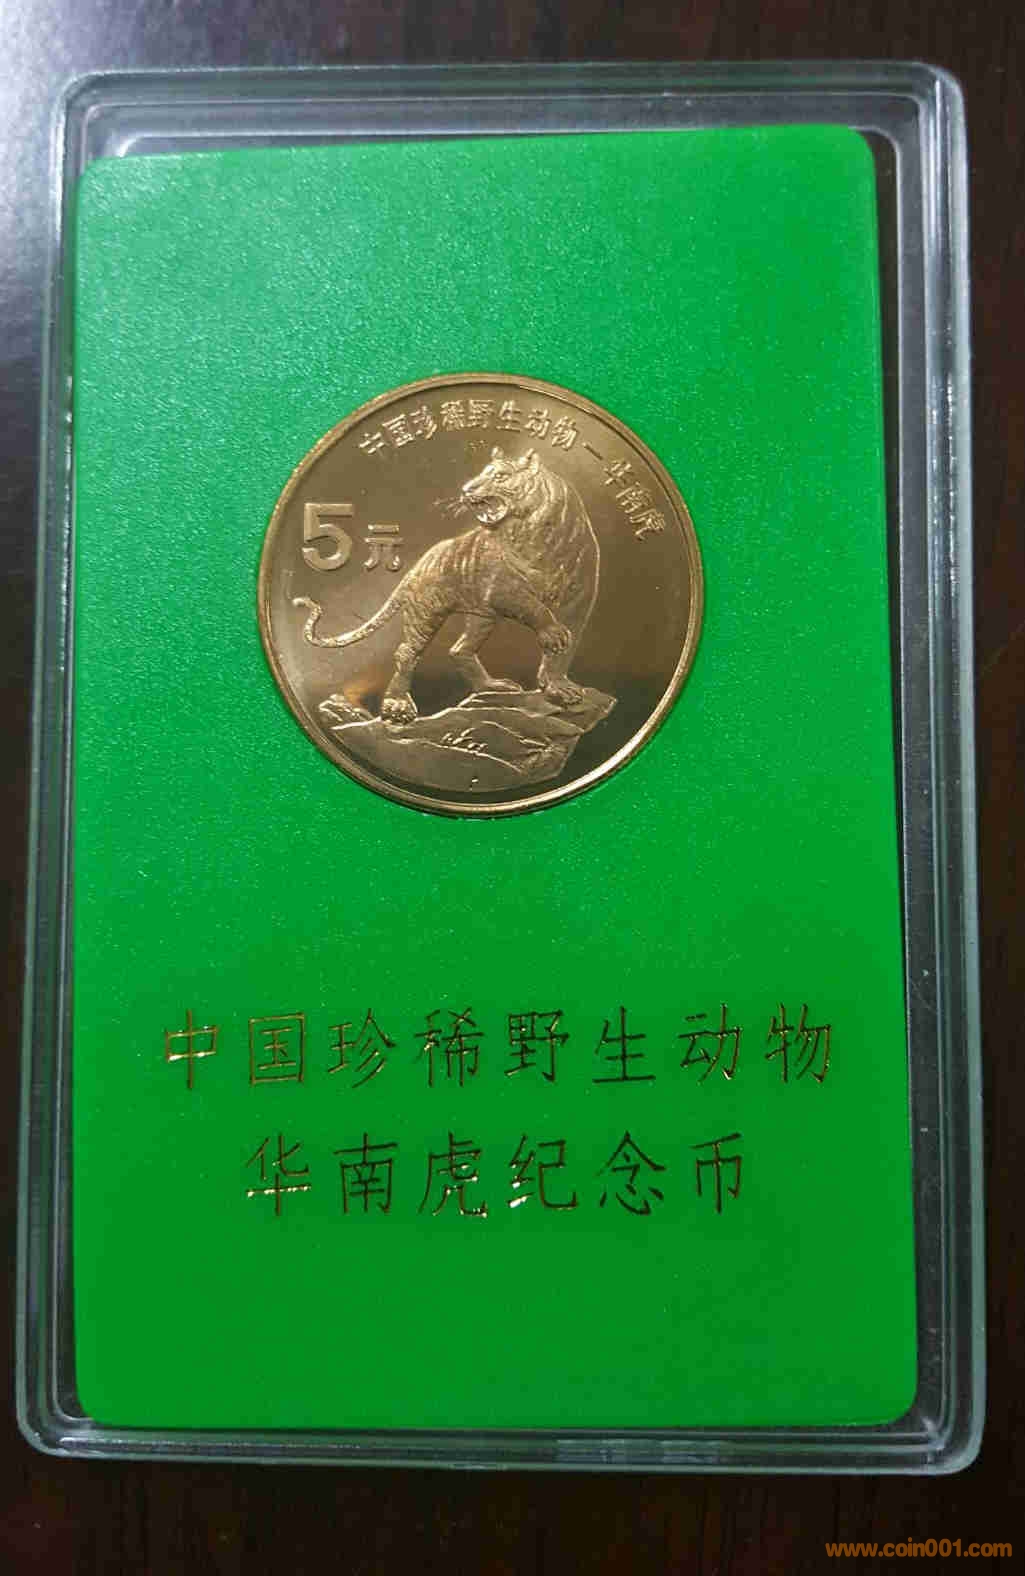 中国珍稀野生动物—华南虎
5元
中国珍稀野生动物
华南虎纪念币
www.coin001.com